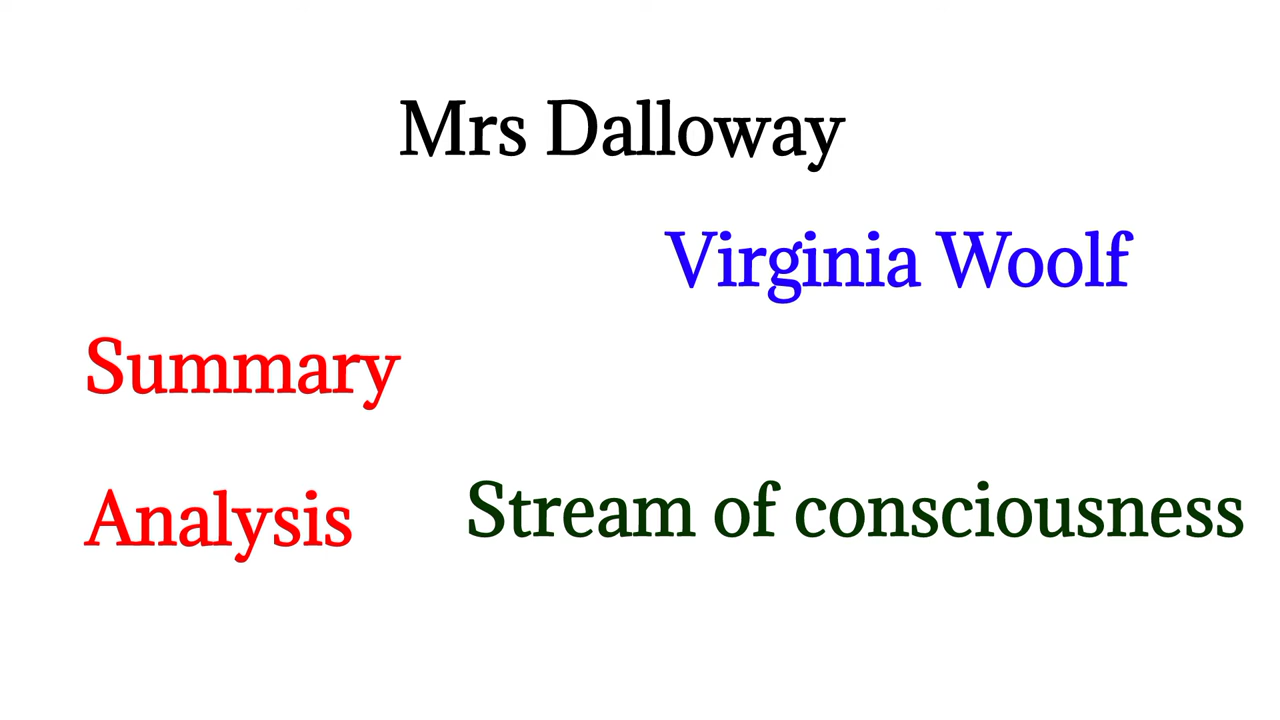 Mrs Dalloway
Virginia Woolf
Summary
Analysis
Stream of consciousness